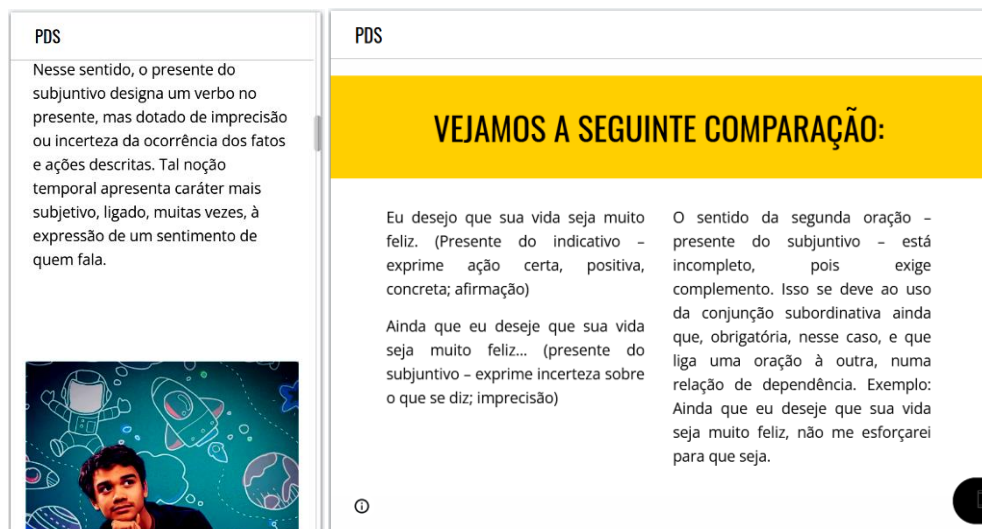 PDS
Nesse sentido, o presente do
subjuntivo designa um verbo no
presente, mas dotado de imprecisão
ou incerteza da ocorrência dos fatos
e ações descritas. Tal noção
temporal apresenta caráter mais
subjetivo, ligado, muitas vezes, à
expressão de um sentimento de
quem fala.
PDS
VEJAMOS A SEGUINTE COMPARAÇÃO:
Eu desejo que sua vida seja muito
feliz. (Presente do indicativo –
exprime ação certa, positiva,
concreta; afirmação)
Ainda que eu deseje que sua vida
seja muito feliz... (presente do
subjuntivo – exprime incerteza sobre
o que se diz; imprecisão)
O sentido da segunda oração –
presente do subjuntivo – está
incompleto, pois exige
complemento. Isso se deve ao uso
da conjunção subordinativa ainda
que, obrigatória, nesse caso, e que
liga uma oração à outra, numa
relação de dependência. Exemplo:
Ainda que eu deseje que sua vida
seja muito feliz, não me esforçarei
para que seja.